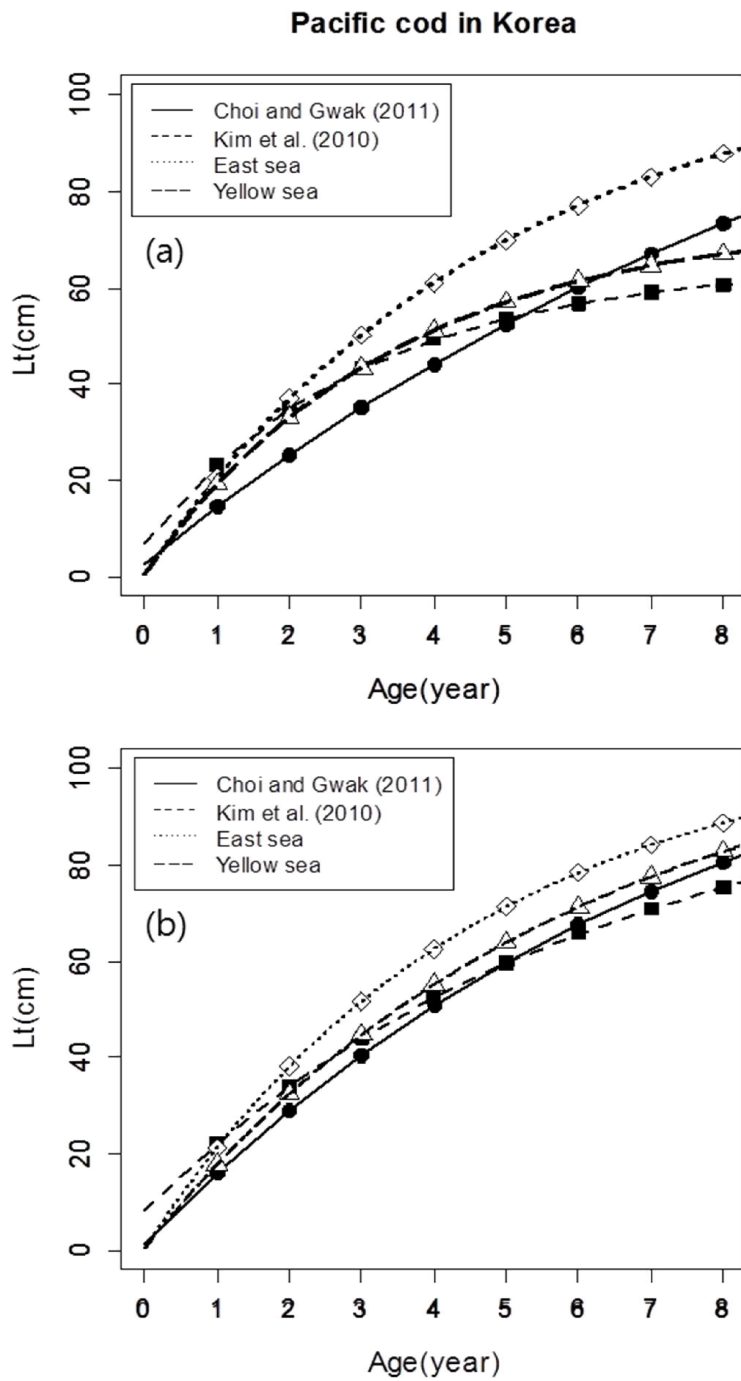 Pacific cod in Korea
Choi and Gwak (2011)
Kim et al. (2010)
East sea
Yellow sea
(a)
100
80
60
40
20
0
Lt(cm)
0 1 2 3 4 5 6 7 8
Age(year)
Choi and Gwak (2011)
Kim et al. (2010)
East sea
Yellow sea
(b)
100
80
60
40
20
0
Lt(cm)
0 1 2 3 4 5 6 7 8
Age(year)